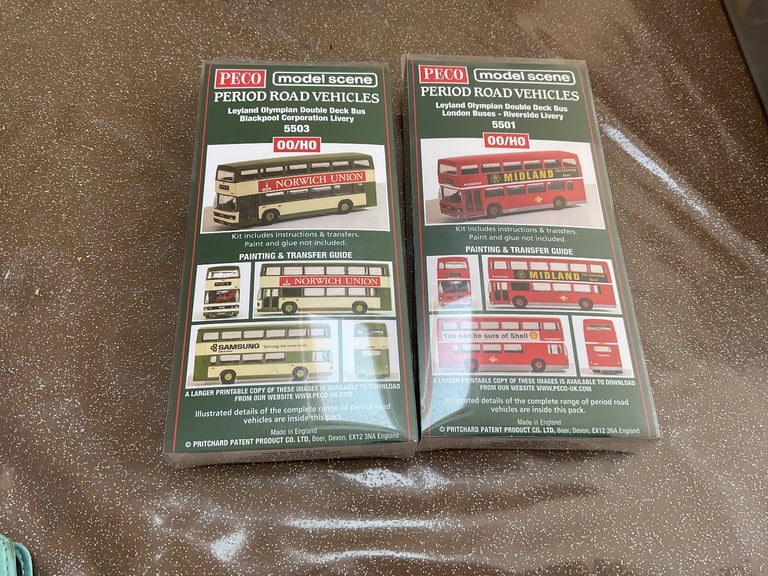 PECO model scene
PERIOD ROAD VEHICLES
Leyland Olympian Double Deck Bus
Blackpool Corporation Livery
5503
OO/HO
NORWICH UNION
Kit includes instructions & transfers.
Paint and glue not included.
PAINTING & TRANSFER GUIDE
NORWICH UNION
SAMSUNG
A LARGER PRINTABLE COPY OF THESE IMAGES IS AVAILABLE TO DOWNLOAD
FROM OUR WEBSITE WWW.PECO-UK.COM
Illustrated details of the complete range of period road
vehicles are inside this pack.
Made in England
© PRITCHARD PATENT PRODUCT CO. LTD, Beer, Devon, EX12 3NA England
PECO model scene
PERIOD ROAD VEHICLES
Leyland Olympian Double Deck Bus
London Buses - Riverside Livery
5501
OO/HO
MIDLAND
Kit includes instructions & transfers.
Paint and glue not included.
PAINTING & TRANSFER GUIDE
MIDLAND
You can be sure of Shell
A LARGER PRINTABLE COPY OF THESE IMAGES IS AVAILABLE TO DOWNLOAD
FROM OUR WEBSITE WWW.PECO-UK.COM
Illustrated details of the complete range of period road
vehicles are inside this pack.
Made in England
© PRITCHARD PATENT PRODUCT CO. LTD, Beer, Devon, EX12 3NA England